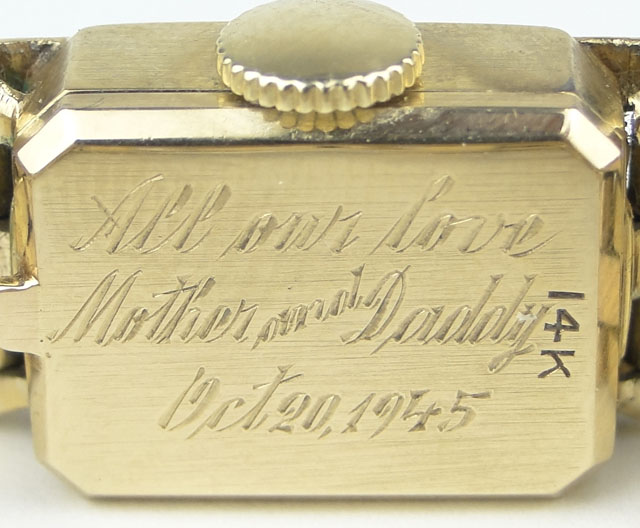 All our love
Mother and Daddy
Oct 20, 1945
14K